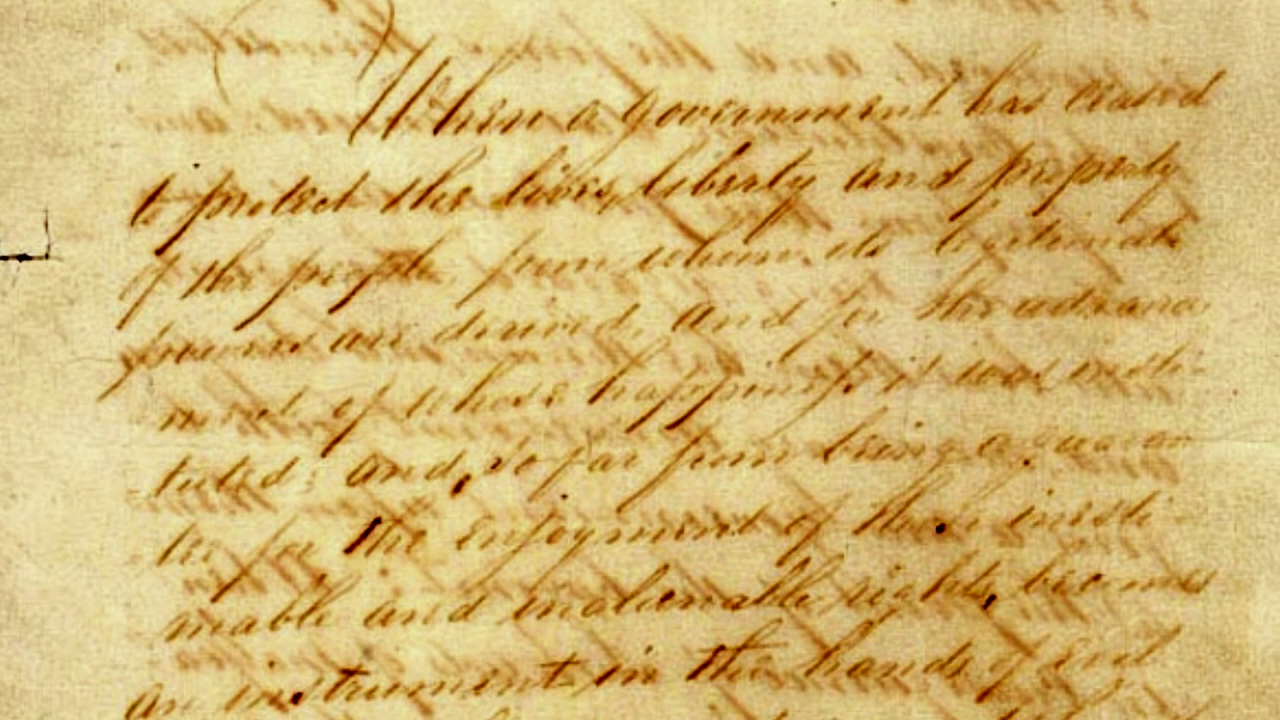 When a government has ceased
to protect the lives, liberty and property
of the people from whom its legitimate
powers are derived, and for the advance
ment of whose happiness it was insti-
tuted; and, so far from being a guaran
tee for the enjoyment of those inesti-
mable and inalienable rights, becomes
an instrument in the hands of evil